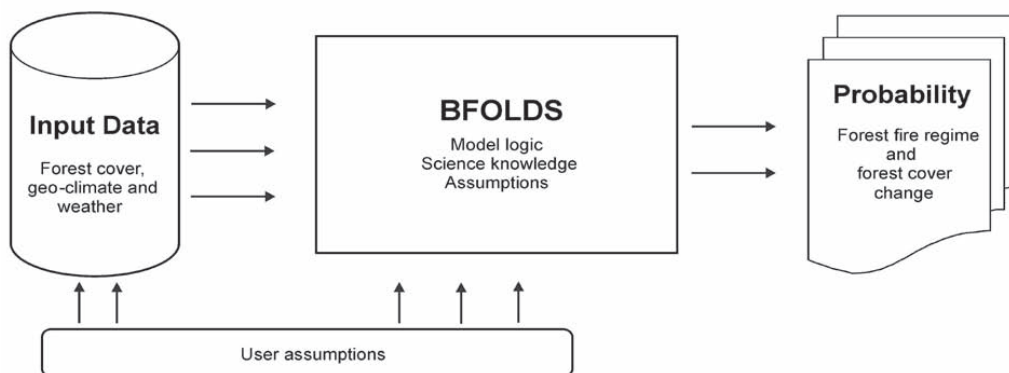 Input Data
Forest cover,
geo-climate and
weather
BFOLDS
Model logic
Science knowledge
Assumptions
Probability
Forest fire regime
and
forest cover
change
User assumptions